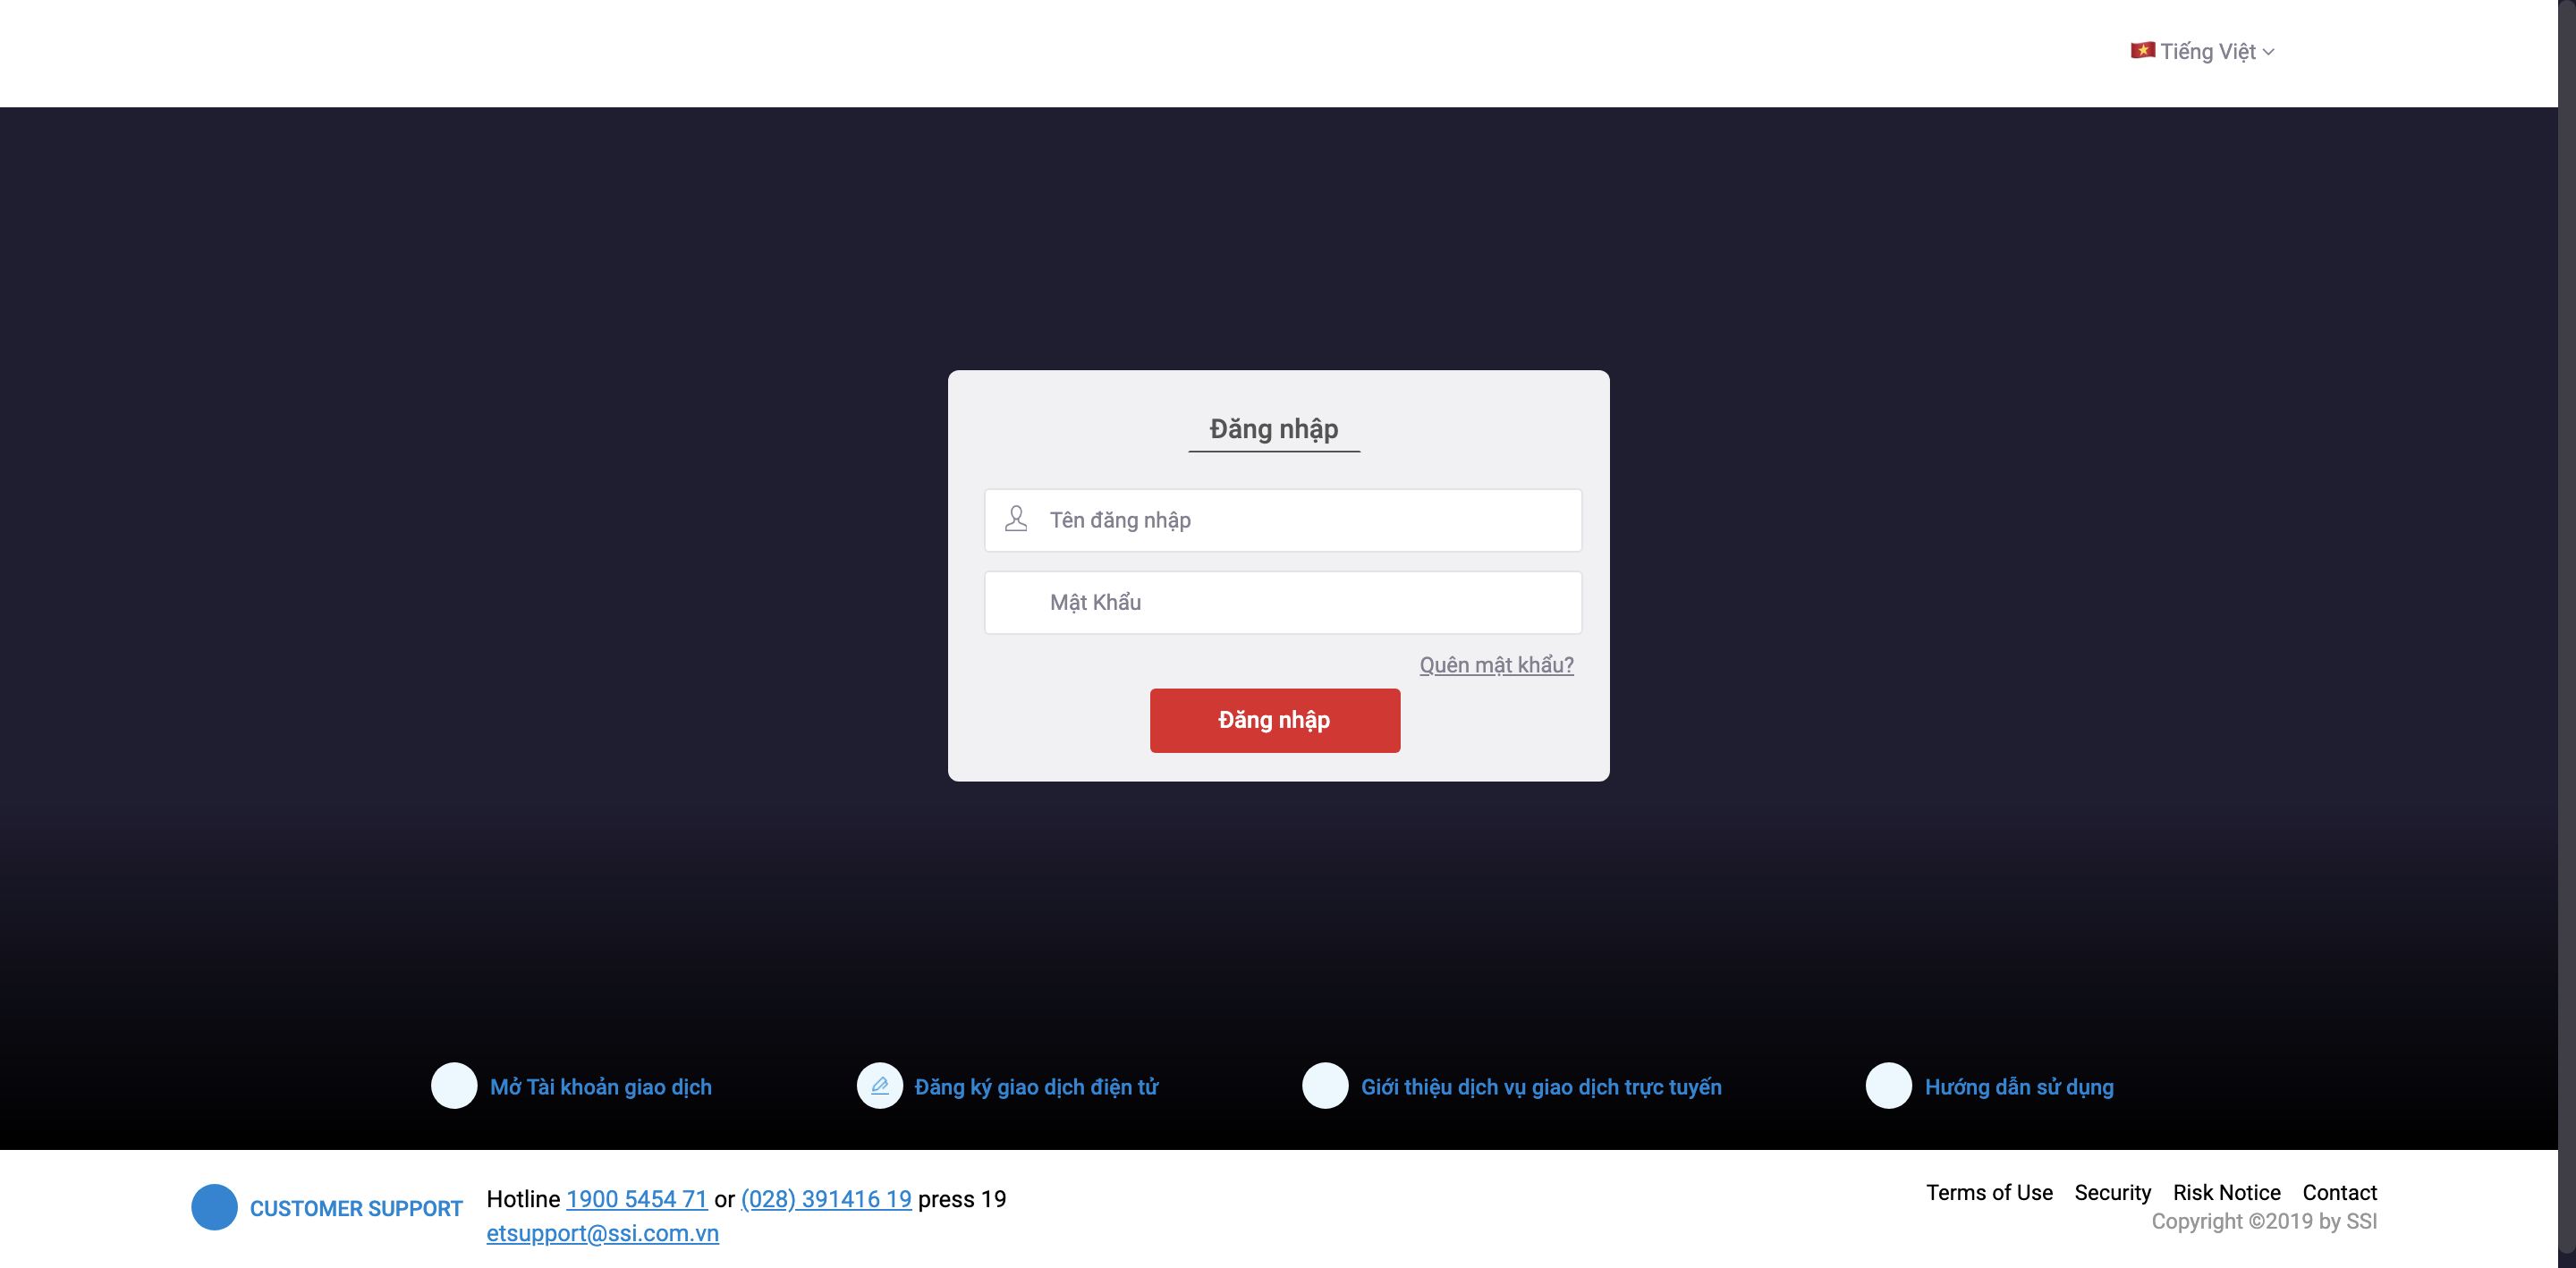 Tiếng Việt
Đăng nhập
Tên đăng nhập
Mật Khẩu
Quên mật khẩu?
Đăng nhập
Mở Tài khoản giao dịch
Đăng ký giao dịch điện tử
Giới thiệu dịch vụ giao dịch trực tuyến
Hướng dẫn sử dụng
CUSTOMER SUPPORT
Hotline 1900 5454 71 or (028) 391416 19 press 19
etsupport@ssi.com.vn
Terms of Use Security Risk Notice Contact
Copyright ©2019 by SSI